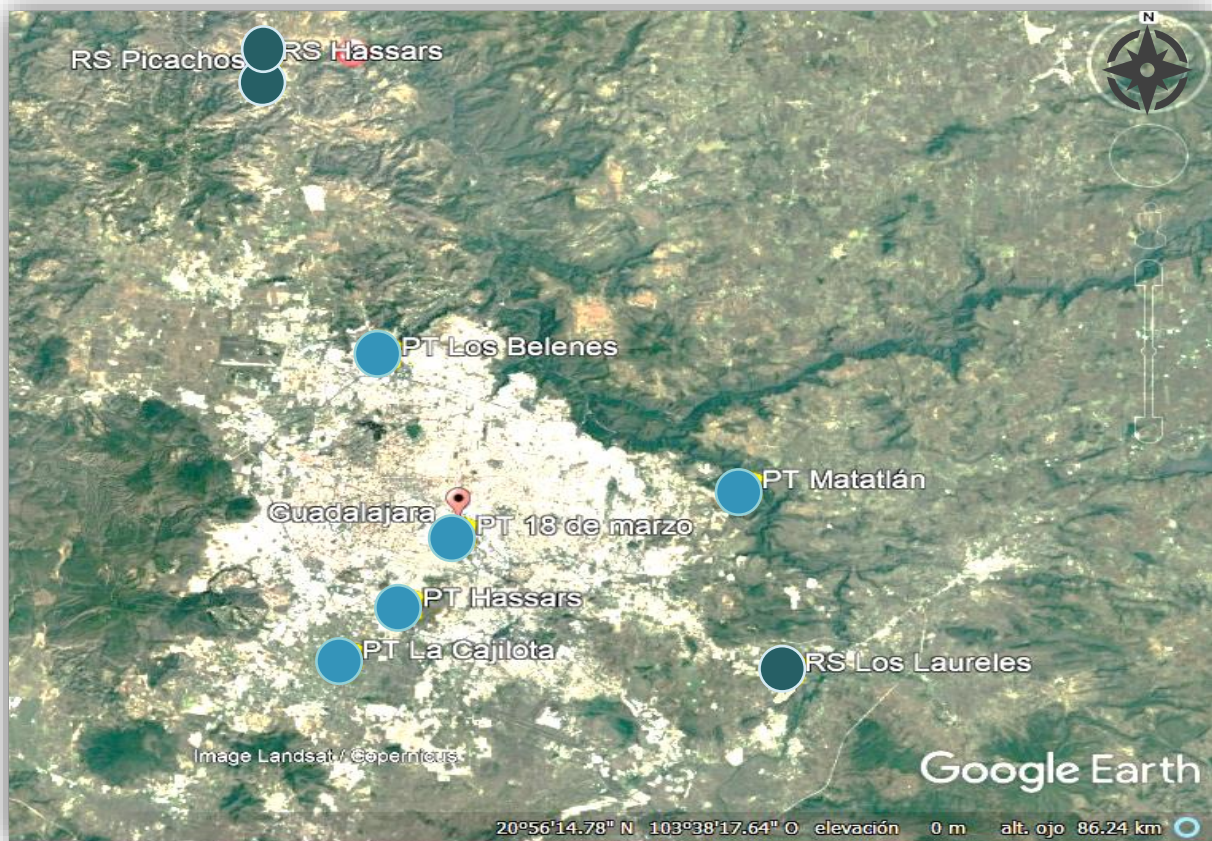 N
RS Picachos
RS Hassars
PT Los Belenes
PT Matatlán
Guadalajara
PT 18 de marzo
PT Hassars
PT La Cajilota
RS Los Laureles
Image Landsat / Copernicus
Google Earth
20°56'14.78" N 103°38'17.64" O elevación 0 m alt. ojo 86.24 km